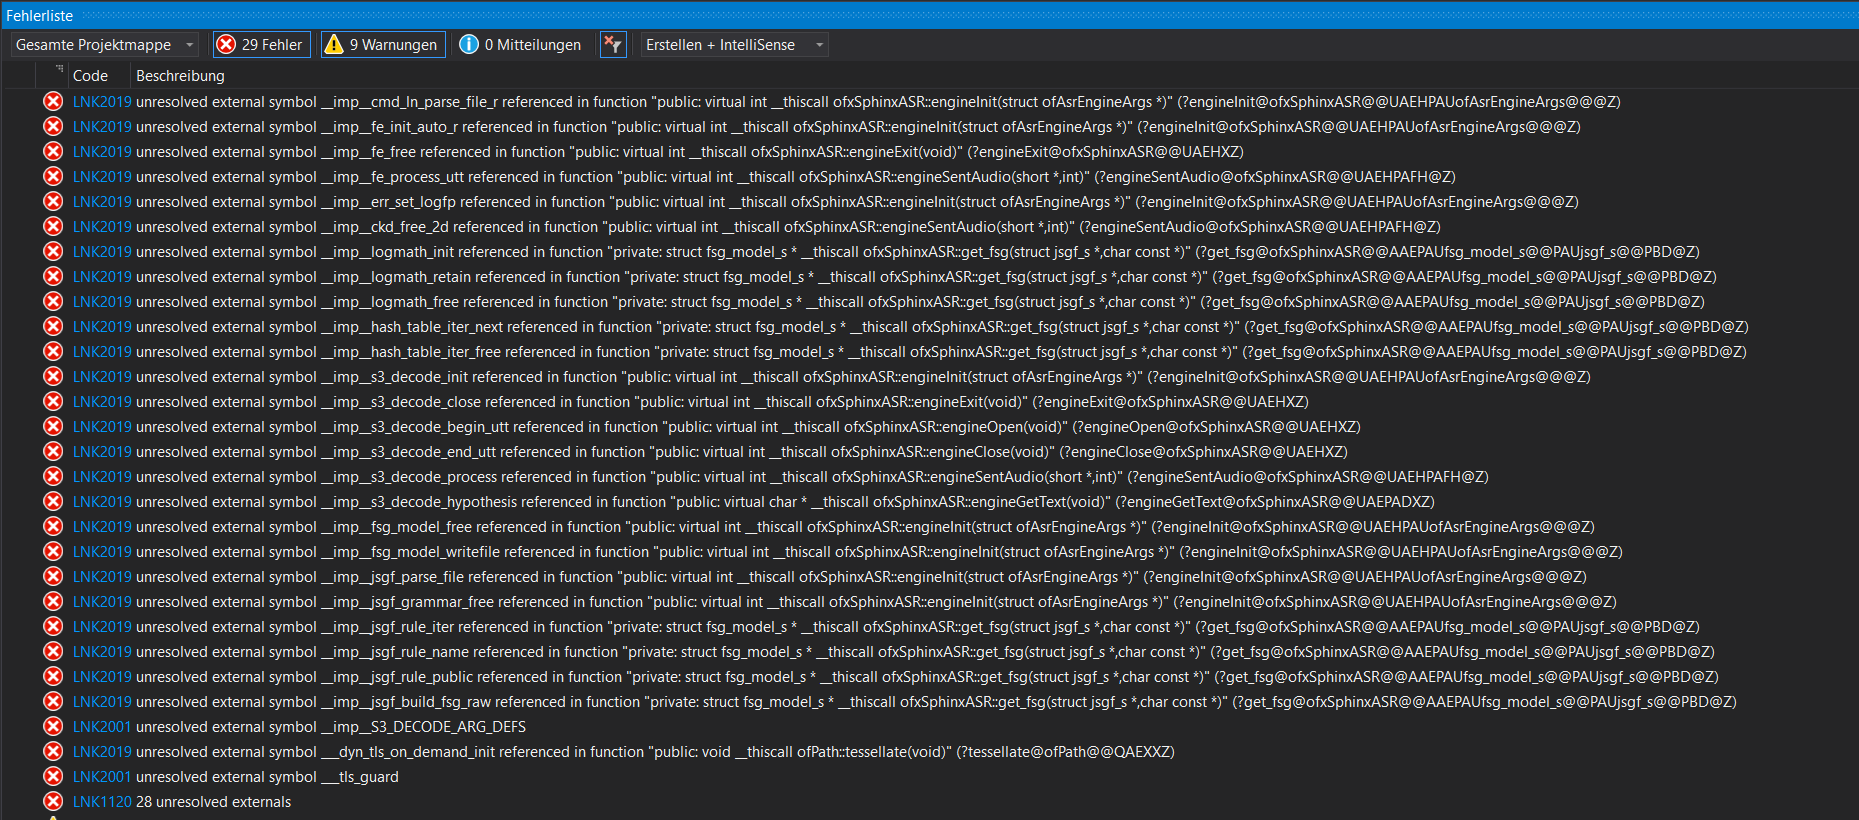 Fehlerliste
Gesamte Projektmappe 29 Fehler 9 Warnungen 0 Mitteilungen Erstellen + IntelliSense
Code Beschreibung
LNK2019 unresolved external symbol __imp__cmd_ln_parse_file_r referenced in function "public: virtual int __thiscall ofxSphinxASR::engineInit(struct ofAsrEngineArgs *)" (?engineInit@ofxSphinxASR@@UAEHPAUofAsrEngineArgs@@@Z)
LNK2019 unresolved external symbol __imp__fe_init_auto_r referenced in function "public: virtual int __thiscall ofxSphinxASR::engineInit(struct ofAsrEngineArgs *)" (?engineInit@ofxSphinxASR@@UAEHPAUofAsrEngineArgs@@@Z)
LNK2019 unresolved external symbol __imp__fe_free referenced in function "public: virtual int __thiscall ofxSphinxASR::engineExit(void)" (?engineExit@ofxSphinxASR@@UAEHXZ)
LNK2019 unresolved external symbol __imp__fe_process_utt referenced in function "public: virtual int __thiscall ofxSphinxASR::engineSentAudio(short *,int)" (?engineSentAudio@ofxSphinxASR@@UAEHPAFH@Z)
LNK2019 unresolved external symbol __imp__err_set_logfp referenced in function "public: virtual int __thiscall ofxSphinxASR::engineInit(struct ofAsrEngineArgs *)" (?engineInit@ofxSphinxASR@@UAEHPAUofAsrEngineArgs@@@Z)
LNK2019 unresolved external symbol __imp__ckd_free_2d referenced in function "public: virtual int __thiscall ofxSphinxASR::engineSentAudio(short *,int)" (?engineSentAudio@ofxSphinxASR@@UAEHPAFH@Z)
LNK2019 unresolved external symbol __imp__logmath_init referenced in function "private: struct fsg_model_s * __thiscall ofxSphinxASR::get_fsg(struct jsgf_s *,char const *)" (?get_fsg@ofxSphinxASR@@AAEPAUfsg_model_s@@PAUjsgf_s@@PBD@Z)
LNK2019 unresolved external symbol __imp__logmath_retain referenced in function "private: struct fsg_model_s * __thiscall ofxSphinxASR::get_fsg(struct jsgf_s *,char const *)" (?get_fsg@ofxSphinxASR@@AAEPAUfsg_model_s@@PAUjsgf_s@@PBD@Z)
LNK2019 unresolved external symbol __imp__logmath_free referenced in function "private: struct fsg_model_s * __thiscall ofxSphinxASR::get_fsg(struct jsgf_s *,char const *)" (?get_fsg@ofxSphinxASR@@AAEPAUfsg_model_s@@PAUjsgf_s@@PBD@Z)
LNK2019 unresolved external symbol __imp__hash_table_iter_next referenced in function "private: struct fsg_model_s * __thiscall ofxSphinxASR::get_fsg(struct jsgf_s *,char const *)" (?get_fsg@ofxSphinxASR@@AAEPAUfsg_model_s@@PAUjsgf_s@@PBD@Z)
LNK2019 unresolved external symbol __imp__hash_table_iter_free referenced in function "private: struct fsg_model_s * __thiscall ofxSphinxASR::get_fsg(struct jsgf_s *,char const *)" (?get_fsg@ofxSphinxASR@@AAEPAUfsg_model_s@@PAUjsgf_s@@PBD@Z)
LNK2019 unresolved external symbol __imp__s3_decode_init referenced in function "public: virtual int __thiscall ofxSphinxASR::engineInit(struct ofAsrEngineArgs *)" (?engineInit@ofxSphinxASR@@UAEHPAUofAsrEngineArgs@@@Z)
LNK2019 unresolved external symbol __imp__s3_decode_close referenced in function "public: virtual int __thiscall ofxSphinxASR::engineExit(void)" (?engineExit@ofxSphinxASR@@UAEHXZ)
LNK2019 unresolved external symbol __imp__s3_decode_begin_utt referenced in function "public: virtual int __thiscall ofxSphinxASR::engineOpen(void)" (?engineOpen@ofxSphinxASR@@UAEHXZ)
LNK2019 unresolved external symbol __imp__s3_decode_end_utt referenced in function "public: virtual int __thiscall ofxSphinxASR::engineClose(void)" (?engineClose@ofxSphinxASR@@UAEHXZ)
LNK2019 unresolved external symbol __imp__s3_decode_process referenced in function "public: virtual int __thiscall ofxSphinxASR::engineSentAudio(short *,int)" (?engineSentAudio@ofxSphinxASR@@UAEHPAFH@Z)
LNK2019 unresolved external symbol __imp__s3_decode_hypothesis referenced in function "public: virtual char * __thiscall ofxSphinxASR::engineGetText(void)" (?engineGetText@ofxSphinxASR@@UAEPADXZ)
LNK2019 unresolved external symbol __imp__fsg_model_free referenced in function "public: virtual int __thiscall ofxSphinxASR::engineInit(struct ofAsrEngineArgs *)" (?engineInit@ofxSphinxASR@@UAEHPAUofAsrEngineArgs@@@Z)
LNK2019 unresolved external symbol __imp__fsg_model_writefile referenced in function "public: virtual int __thiscall ofxSphinxASR::engineInit(struct ofAsrEngineArgs *)" (?engineInit@ofxSphinxASR@@UAEHPAUofAsrEngineArgs@@@Z)
LNK2019 unresolved external symbol __imp__jsgf_parse_file referenced in function "public: virtual int __thiscall ofxSphinxASR::engineInit(struct ofAsrEngineArgs *)" (?engineInit@ofxSphinxASR@@UAEHPAUofAsrEngineArgs@@@Z)
LNK2019 unresolved external symbol __imp__jsgf_grammar_free referenced in function "public: virtual int __thiscall ofxSphinxASR::engineInit(struct ofAsrEngineArgs *)" (?engineInit@ofxSphinxASR@@UAEHPAUofAsrEngineArgs@@@Z)
LNK2019 unresolved external symbol __imp__jsgf_rule_iter referenced in function "private: struct fsg_model_s * __thiscall ofxSphinxASR::get_fsg(struct jsgf_s *,char const *)" (?get_fsg@ofxSphinxASR@@AAEPAUfsg_model_s@@PAUjsgf_s@@PBD@Z)
LNK2019 unresolved external symbol __imp__jsgf_rule_name referenced in function "private: struct fsg_model_s * __thiscall ofxSphinxASR::get_fsg(struct jsgf_s *,char const *)" (?get_fsg@ofxSphinxASR@@AAEPAUfsg_model_s@@PAUjsgf_s@@PBD@Z)
LNK2019 unresolved external symbol __imp__jsgf_rule_public referenced in function "private: struct fsg_model_s * __thiscall ofxSphinxASR::get_fsg(struct jsgf_s *,char const *)" (?get_fsg@ofxSphinxASR@@AAEPAUfsg_model_s@@PAUjsgf_s@@PBD@Z)
LNK2019 unresolved external symbol __imp__jsgf_build_fsg_raw referenced in function "private: struct fsg_model_s * __thiscall ofxSphinxASR::get_fsg(struct jsgf_s *,char const *)" (?get_fsg@ofxSphinxASR@@AAEPAUfsg_model_s@@PAUjsgf_s@@PBD@Z)
LNK2001 unresolved external symbol __imp__S3_DECODE_ARG_DEFS
LNK2019 unresolved external symbol ___dyn_tls_on_demand_init referenced in function "public: void __thiscall ofPath::tessellate(void)" (?tessellate@ofPath@@QAEXXZ)
LNK2001 unresolved external symbol ___tls_guard
LNK1120 28 unresolved externals